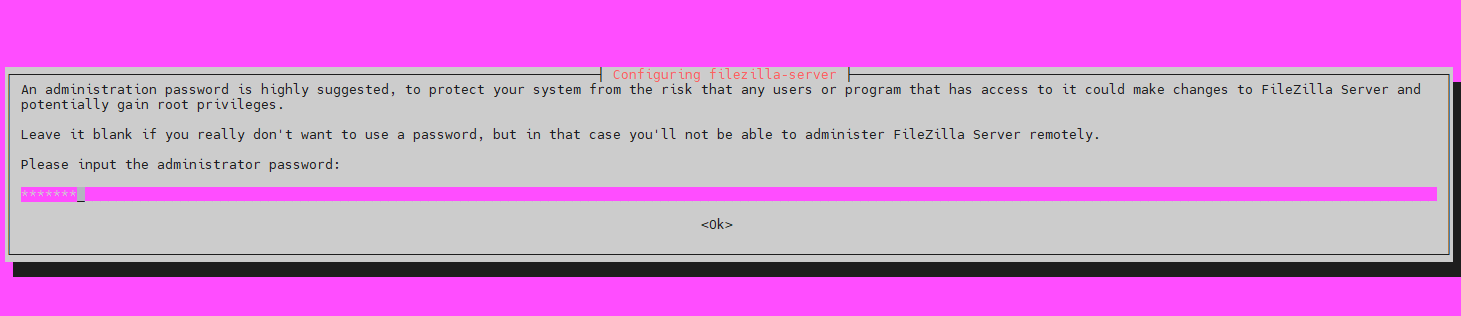 Configuring filezilla-server
An administration password is highly suggested, to protect your system from the risk that any users or program that has access to it could make changes to FileZilla Server and
potentially gain root privileges.
Leave it blank if you really don't want to use a password, but in that case you'll not be able to administer FileZilla Server remotely.
Please input the administrator password:
*******_
<Ok>